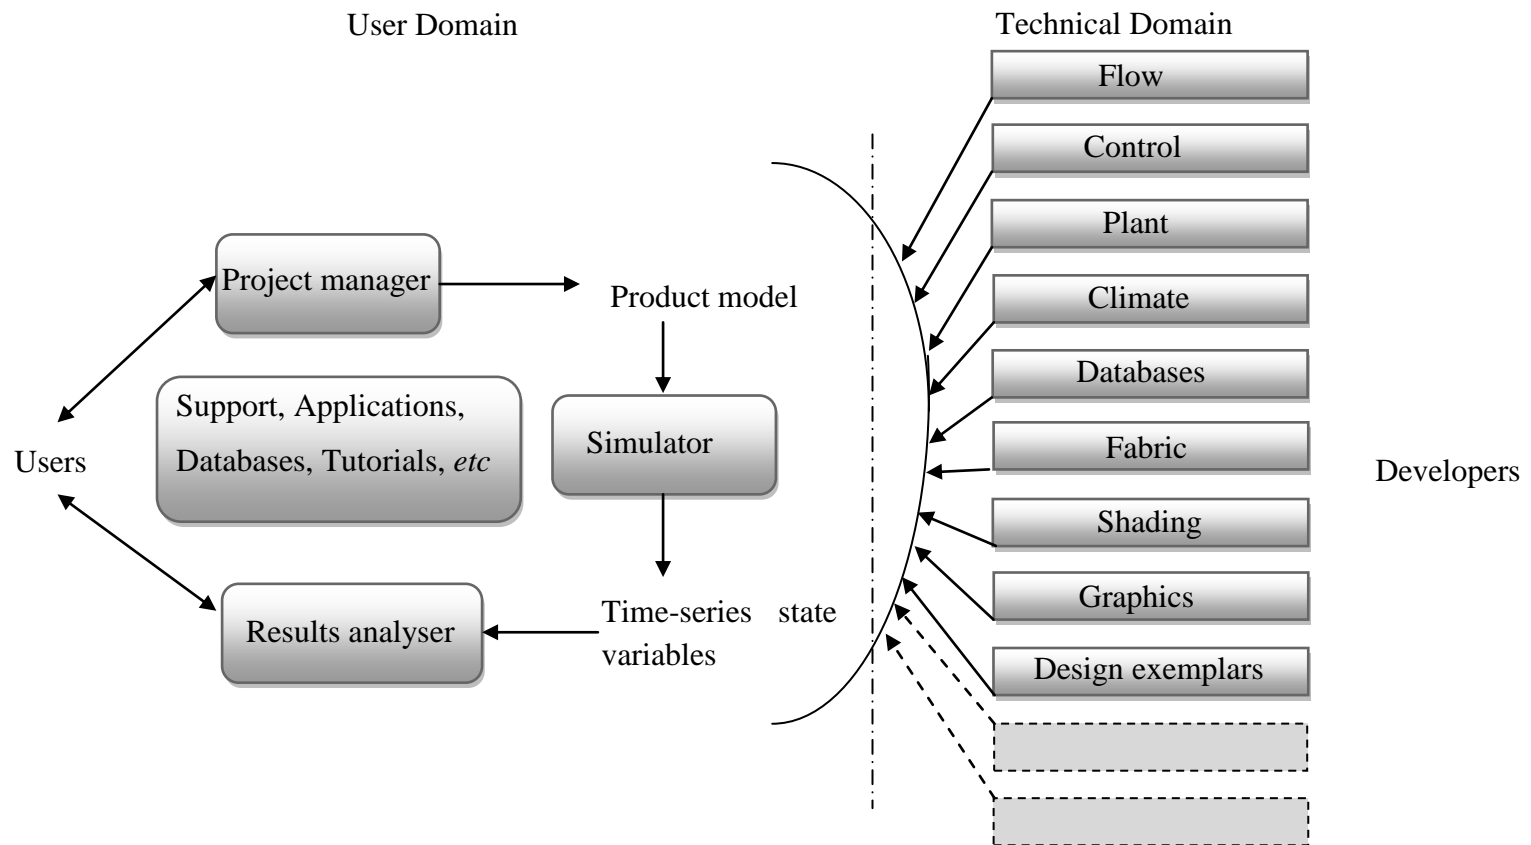 User Domain
Technical Domain
Flow
Control
Plant
Climate
Databases
Fabric
Shading
Graphics
Design exemplars
Developers
Project manager
Product model
Support, Applications,
Databases, Tutorials, etc
Simulator
Users
Results analyser
Time-series state
variables